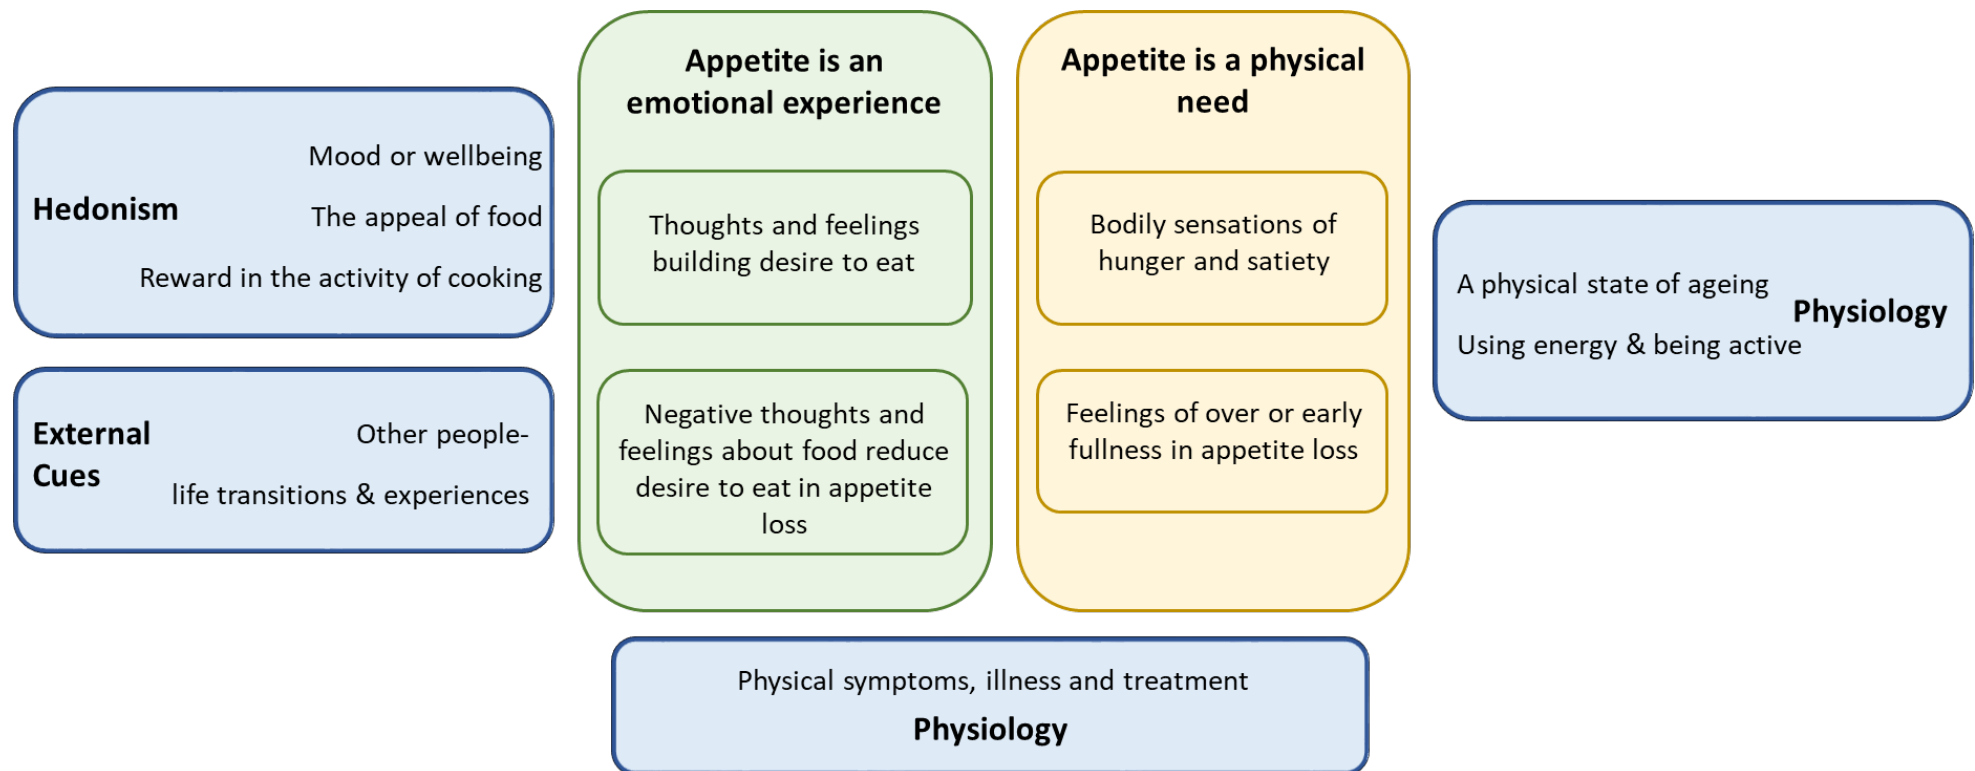 Hedonism
Mood or wellbeing
The appeal of food
Reward in the activity of cooking
External
Cues
Other people-
life transitions & experiences
Appetite is an
emotional experience
Thoughts and feelings
building desire to eat
Negative thoughts and
feelings about food reduce
desire to eat in appetite
loss
Appetite is a physical
need
Bodily sensations of
hunger and satiety
Feelings of over or early
fullness in appetite loss
A physical state of ageing
Using energy & being active
Physiology
Physical symptoms, illness and treatment
Physiology